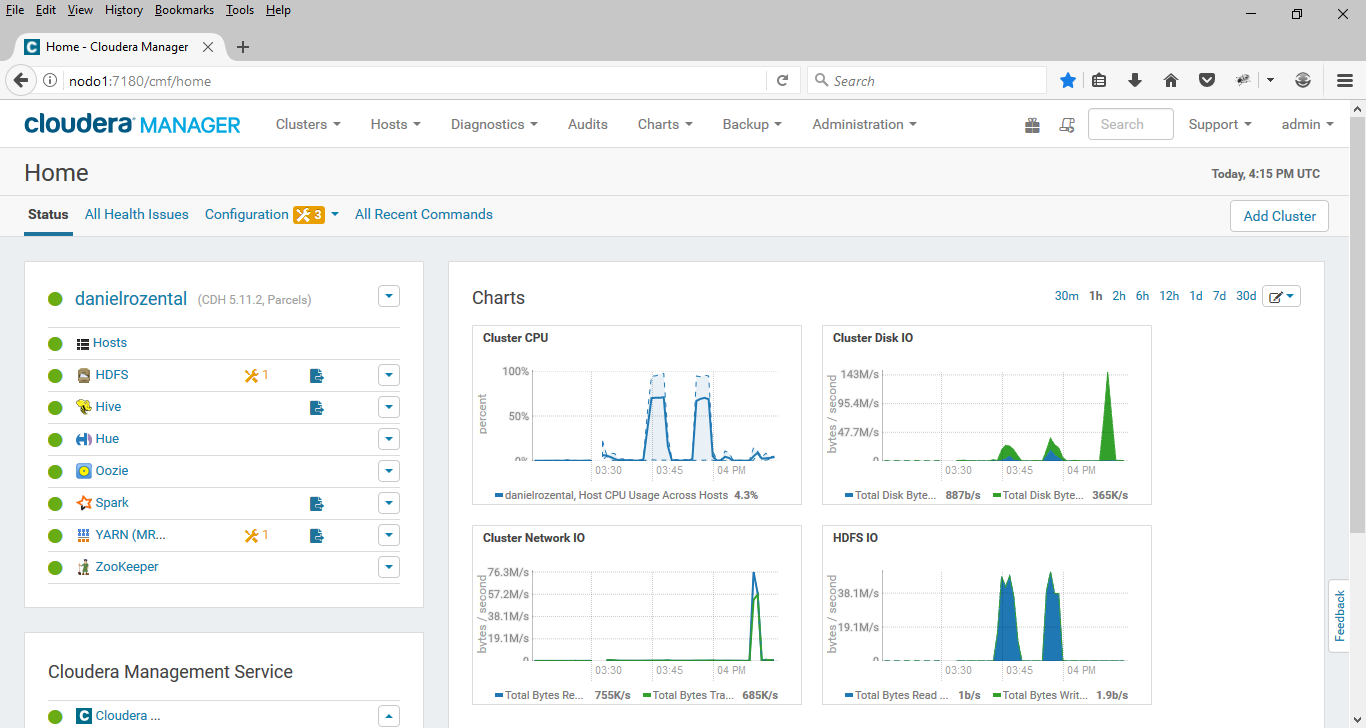 File Edit View History Bookmarks Tools Help
Home - Cloudera Manager
nodo1:7180/cmf/home
Search
cloudera MANAGER Clusters Hosts Diagnostics Audits Charts Backup Administration Search Support admin
Home
Today, 4:15 PM UTC
Status All Health Issues Configuration 3 All Recent Commands Add Cluster
danielrozental (CDH 5.11.2, Parcels)
Hosts
HDFS 1
Hive
Hue
Oozie
Spark
YARN (MR... 1
ZooKeeper
Cloudera Management Service
Cloudera ...
Charts
30m 1h 2h 6h 12h 1d 7d 30d
Cluster CPU
percent
100%
50%
0%
03:30 03:45 04 PM
danielrozental, Host CPU Usage Across Hosts 4.3%
Cluster Disk IO
bytes / second
143M/s
95.4M/s
47.7M/s
0
03:30 03:45 04 PM
Total Disk Byte... 887b/s Total Disk Byte... 365K/s
Cluster Network IO
bytes / second
76.3M/s
57.2M/s
38.1M/s
19.1M/s
0
03:30 03:45 04 PM
Total Bytes Re... 755K/s Total Bytes Tra... 685K/s
HDFS IO
bytes / second
38.1M/s
19.1M/s
0
03:30 03:45 04 PM
Total Bytes Read ... 1b/s Total Bytes Writ... 1.9b/s
Feedback